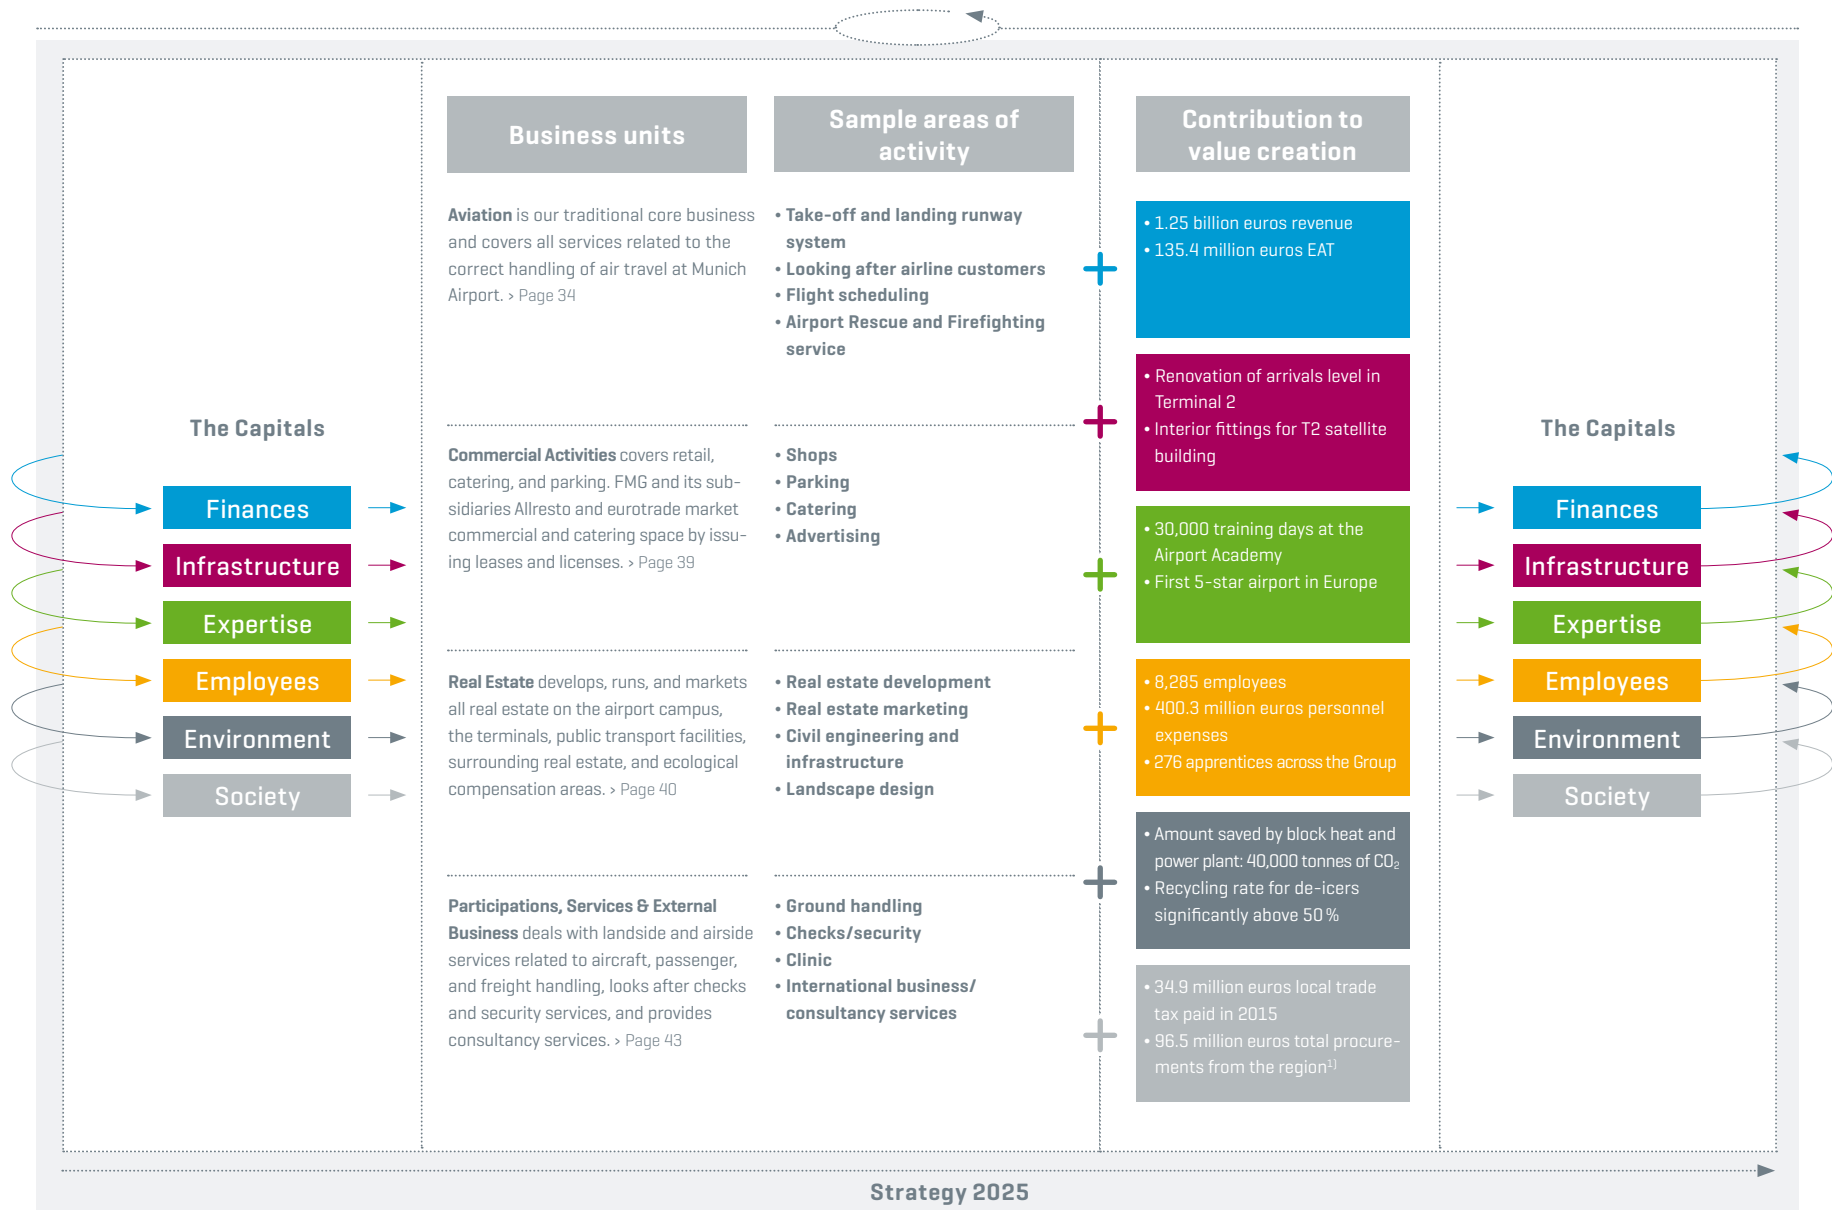 The Capitals
Finances
Infrastructure
Expertise
Employees
Environment
Society
Business units
Aviation is our traditional core business
and covers all services related to the
correct handling of air travel at Munich
Airport. › Page 34
Commercial Activities covers retail,
catering, and parking. FMG and its sub-
sidiaries Allresto and eurotrade market
commercial and catering space by issu-
ing leases and licenses. › Page 39
Real Estate develops, runs, and markets
all real estate on the airport campus,
the terminals, public transport facilities,
surrounding real estate, and ecological
compensation areas. › Page 40
Participations, Services & External
Business deals with landside and airside
services related to aircraft, passenger,
and freight handling, looks after checks
and security services, and provides
consultancy services. › Page 43
Sample areas of
activity
• Take-off and landing runway
system
• Looking after airline customers
• Flight scheduling
• Airport Rescue and Firefighting
service
• Shops
• Parking
• Catering
• Advertising
• Real estate development
• Real estate marketing
• Civil engineering and
infrastructure
• Landscape design
• Ground handling
• Checks/security
• Clinic
• International business/
consultancy services
Contribution to
value creation
• 1.25 billion euros revenue
• 135.4 million euros EAT
• Renovation of arrivals level in
Terminal 2
• Interior fittings for T2 satellite
building
• 30,000 training days at the
Airport Academy
• First 5-star airport in Europe
• 8,285 employees
• 400.3 million euros personnel
expenses
• 276 apprentices across the Group
• Amount saved by block heat and
power plant: 40,000 tonnes of CO₂
• Recycling rate for de-icers
significantly above 50 %
• 34.9 million euros local trade
tax paid in 2015
• 96.5 million euros total procure-
ments from the region¹⁾
The Capitals
Finances
Infrastructure
Expertise
Employees
Environment
Society
Strategy 2025